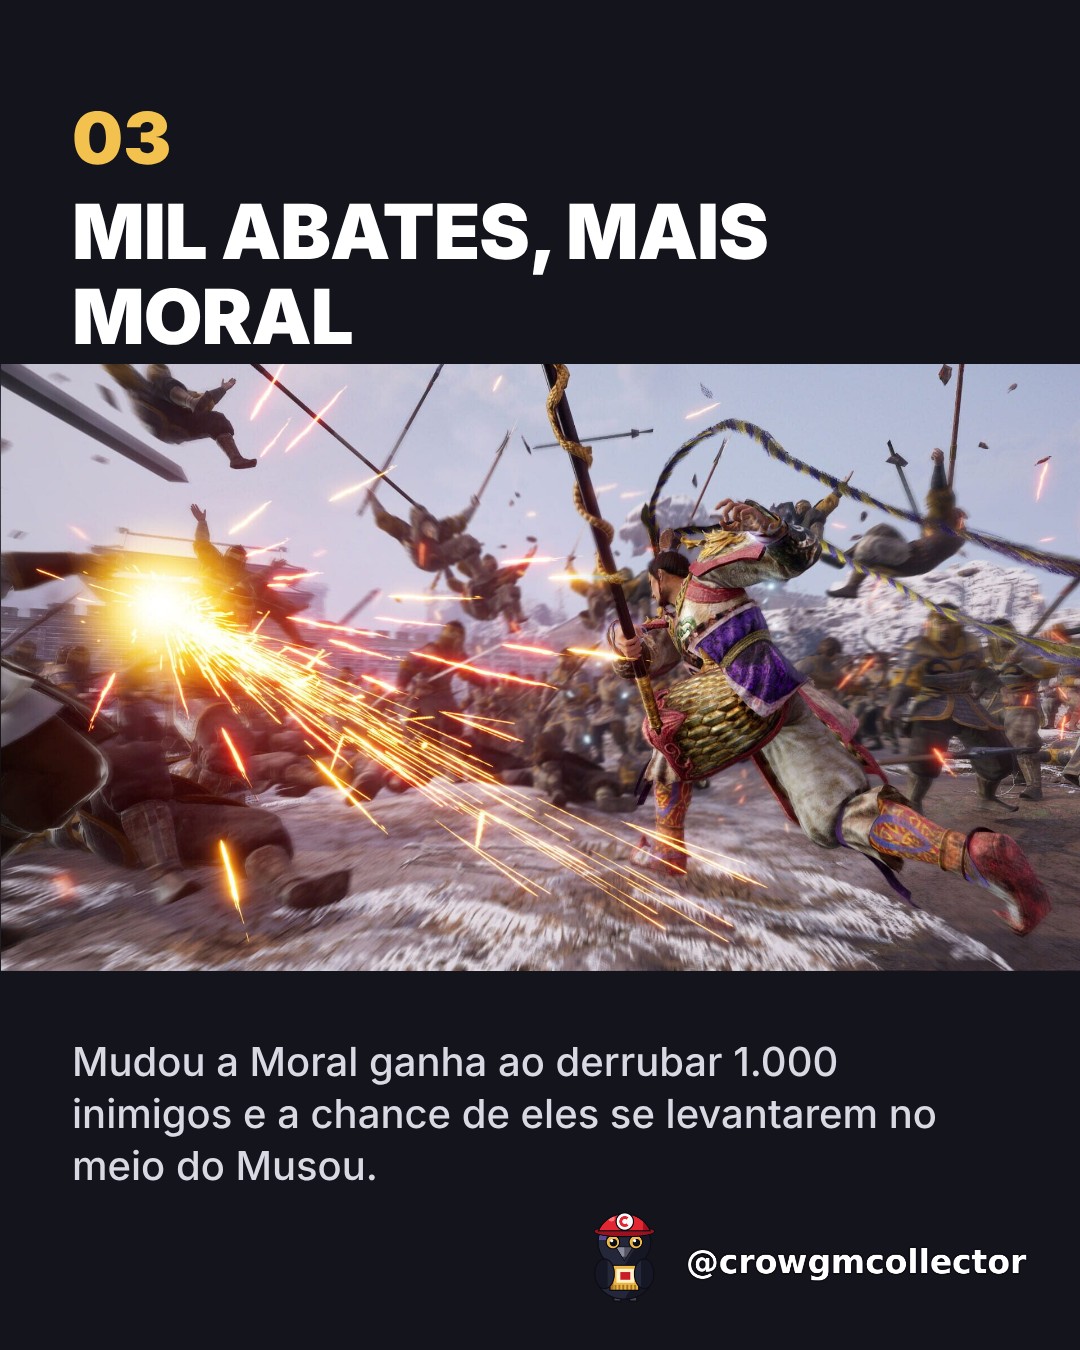 03
MIL ABATES, MAIS
MORAL
Mudou a Moral ganha ao derrubar 1.000
inimigos e a chance de eles se levantarem no
meio do Musou.
C
@crowgmcollector